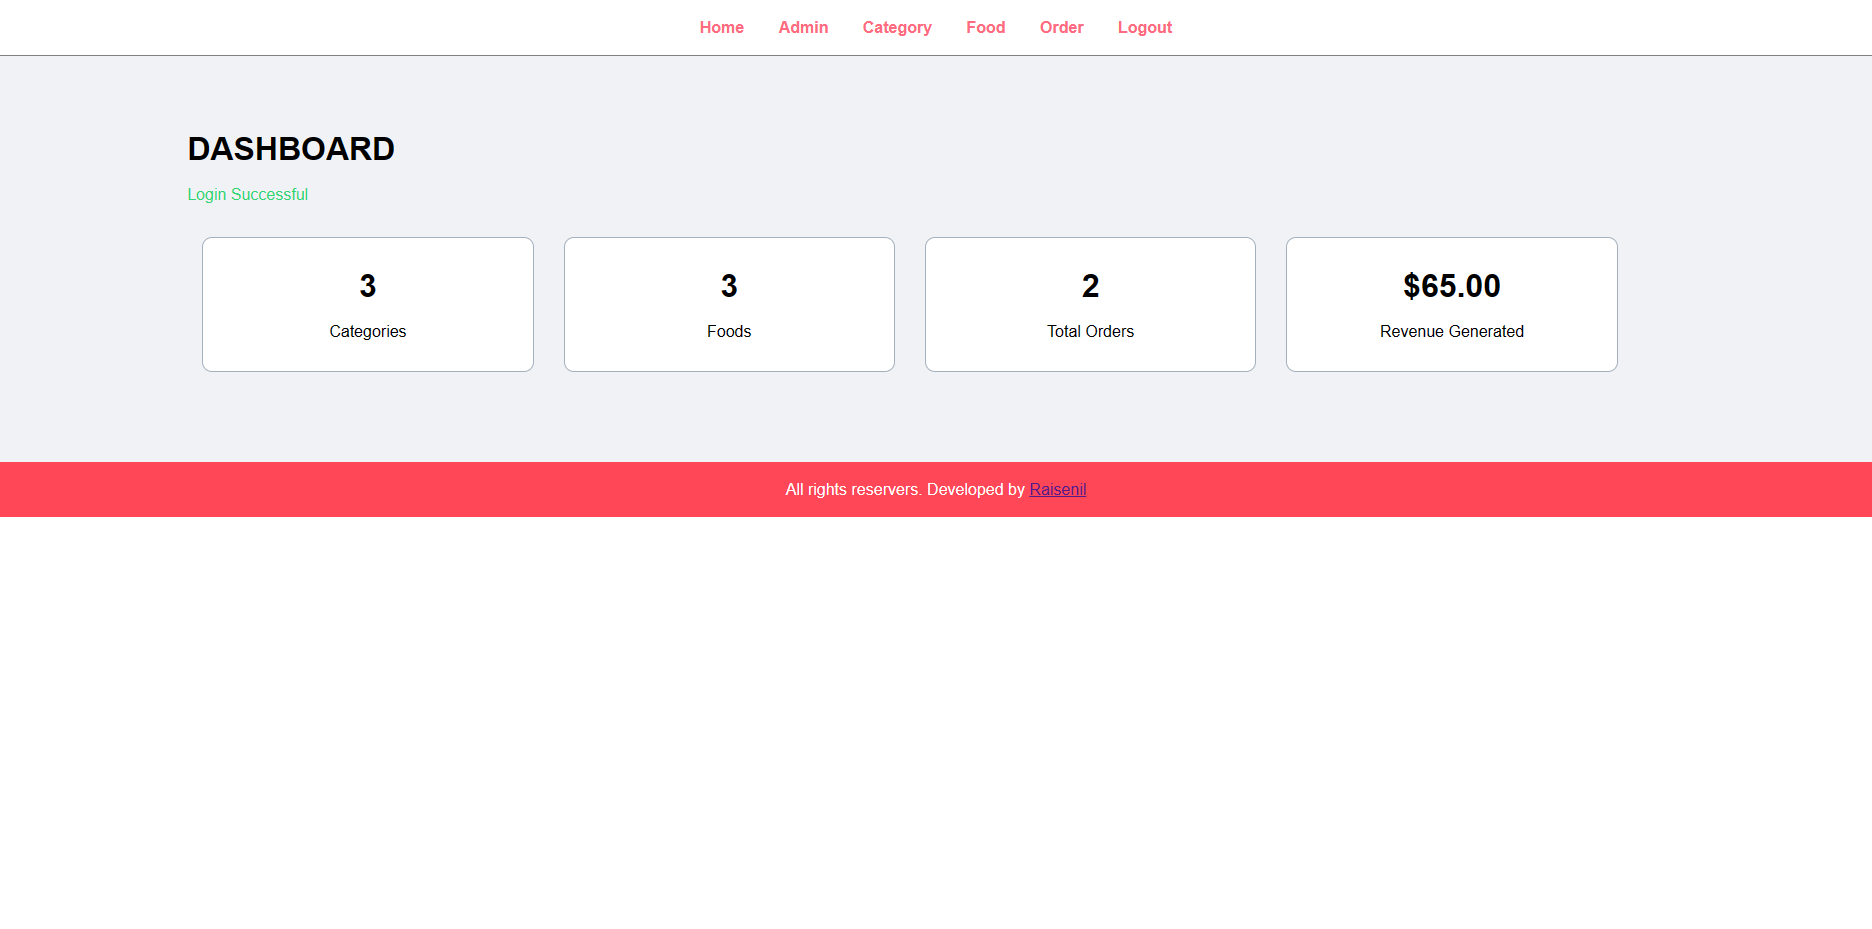 Home Admin Category Food Order Logout
DASHBOARD
Login Successful
3 3 2 $65.00
Categories Foods Total Orders Revenue Generated
All rights reservers. Developed by Raisenil